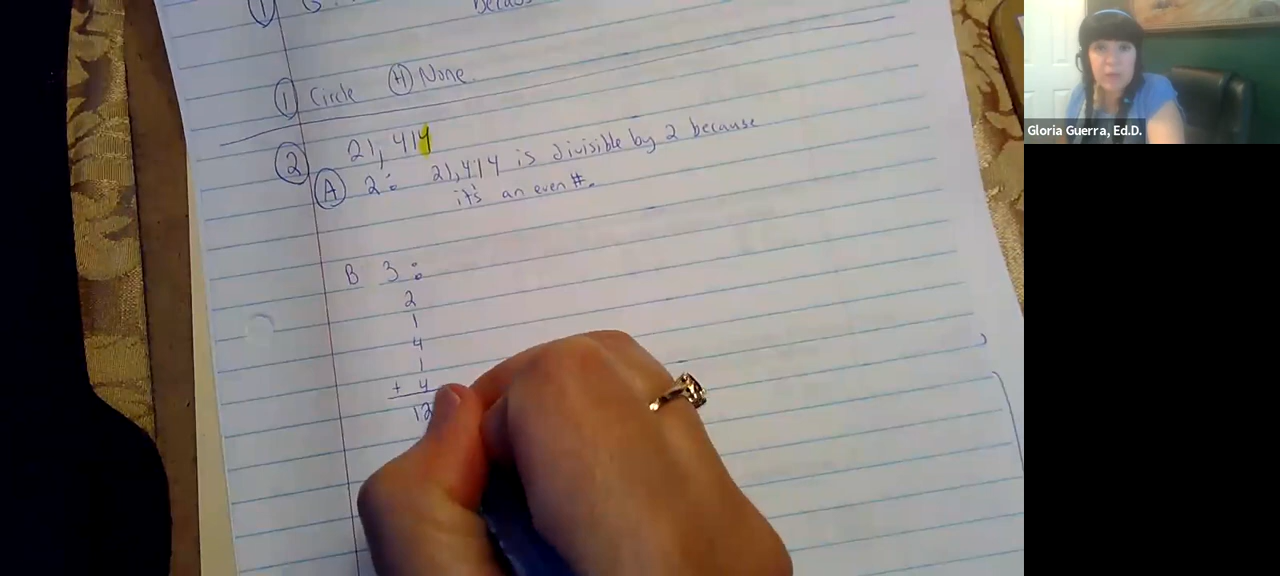 ① G
① Circle Ⓗ None.
② 21,414
Ⓐ 2: 21,414 is divisible by 2 because
it's an even #.
B 3:
2
1
4
1
+ 4
12
Gloria Guerra, Ed.D.